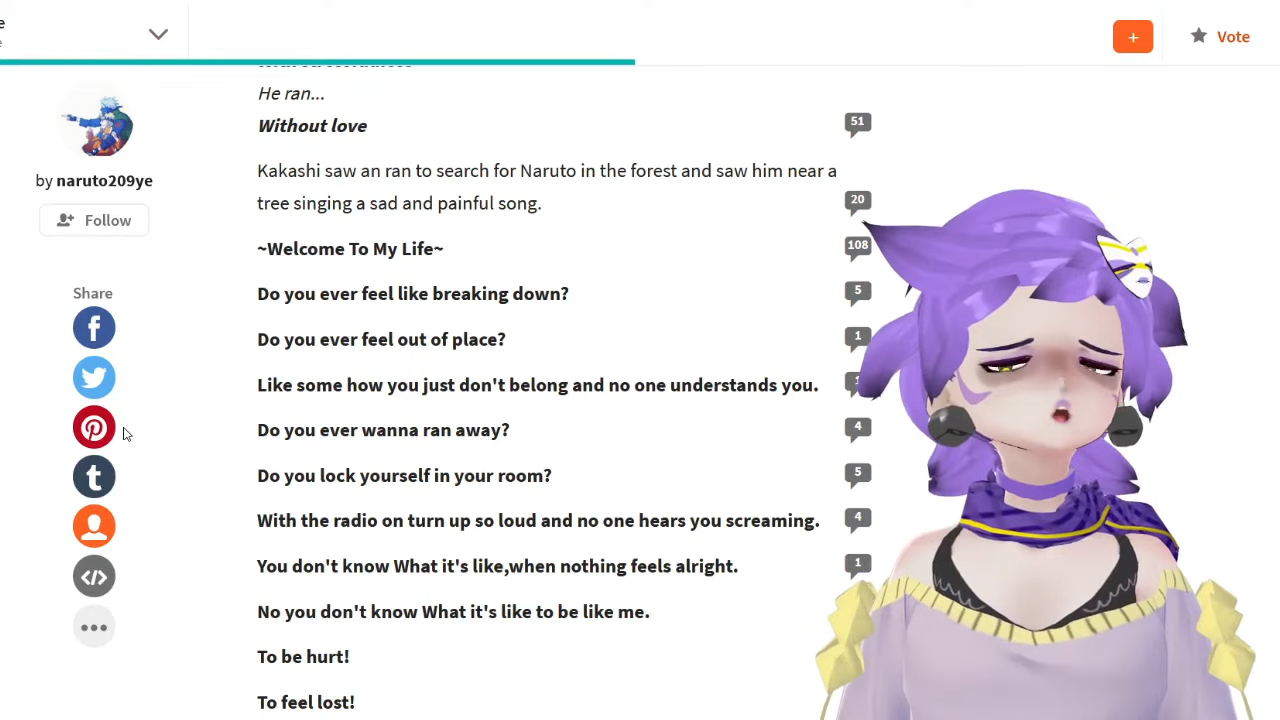 e
Vote
He ran...
Without love
51
by naruto209ye
Kakashi saw an ran to search for Naruto in the forest and saw him near a
tree singing a sad and painful song.
20
Follow
~Welcome To My Life~
108
Share
Do you ever feel like breaking down?
5
Do you ever feel out of place?
1
Like some how you just don't belong and no one understands you.
Do you ever wanna ran away?
4
Do you lock yourself in your room?
5
With the radio on turn up so loud and no one hears you screaming.
4
You don't know What it's like,when nothing feels alright.
1
No you don't know What it's like to be like me.
To be hurt!
To feel lost!